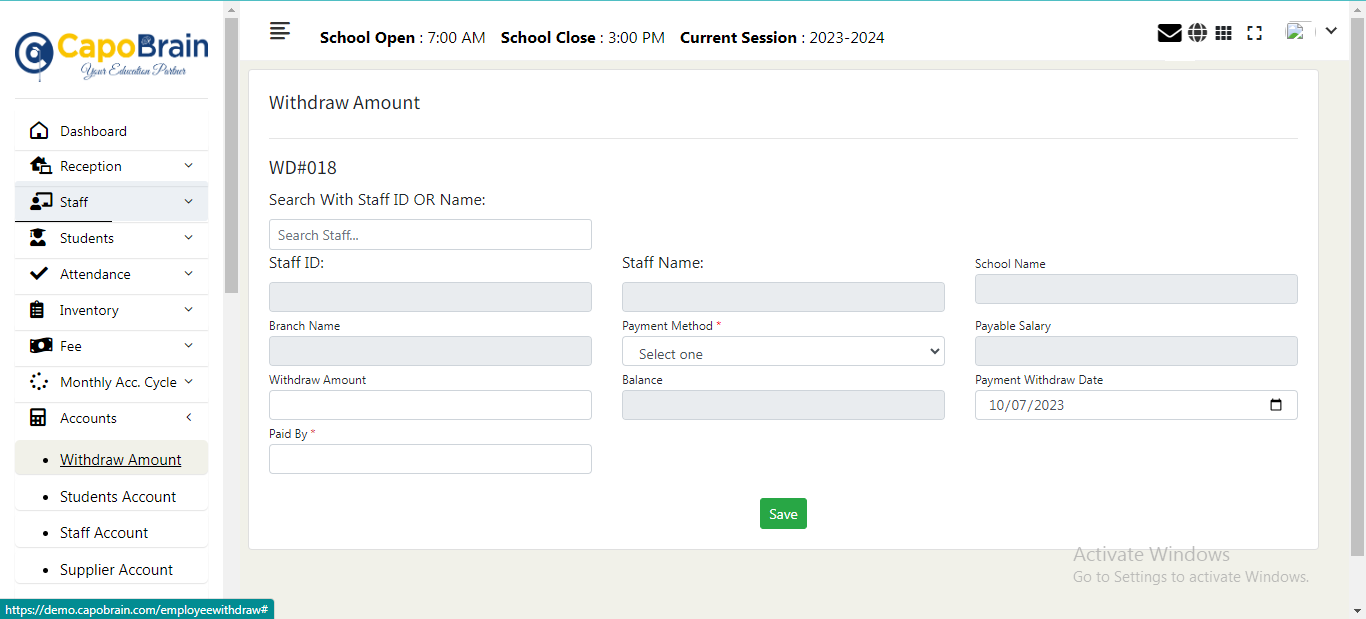 CapoBrain
Your Education Partner
School Open : 7:00 AM School Close : 3:00 PM Current Session : 2023-2024
Dashboard
Reception
Staff
Students
Attendance
Inventory
Fee
Monthly Acc. Cycle
Accounts
Withdraw Amount
Students Account
Staff Account
Supplier Account
https://demo.capobrain.com/employeewithdraw#
Withdraw Amount
WD#018
Search With Staff ID OR Name:
Search Staff...
Staff ID: Staff Name: School Name
Branch Name Payment Method * Payable Salary
Select one
Withdraw Amount Balance Payment Withdraw Date
10/07/2023
Paid By *
Save
Activate Windows
Go to Settings to activate Windows.